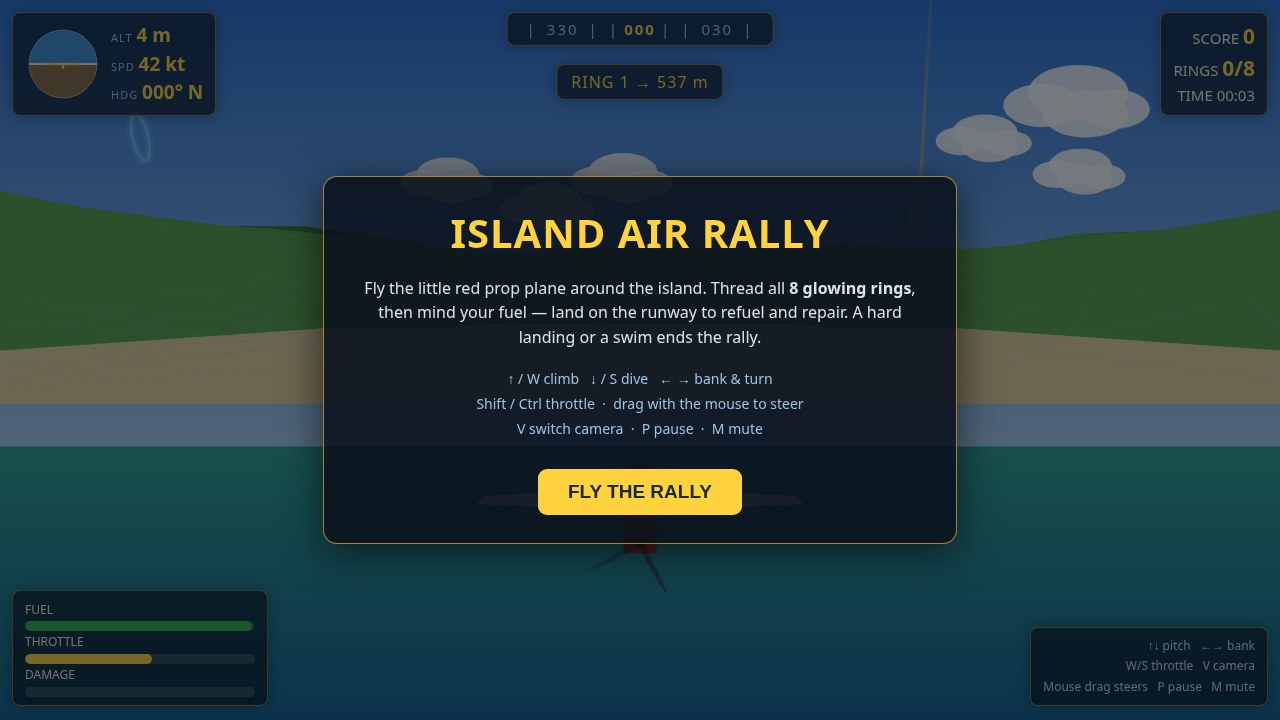 ALT 4 m
SPD 42 kt
HDG 000° N
| 330 | | 000 | | 030 |
RING 1 → 537 m
SCORE 0
RINGS 0/8
TIME 00:03
ISLAND AIR RALLY
Fly the little red prop plane around the island. Thread all 8 glowing rings,
then mind your fuel — land on the runway to refuel and repair. A hard
landing or a swim ends the rally.
↑ / W climb ↓ / S dive ← → bank & turn
Shift / Ctrl throttle · drag with the mouse to steer
V switch camera · P pause · M mute
FLY THE RALLY
FUEL
THROTTLE
DAMAGE
↑↓ pitch ←→ bank
W/S throttle V camera
Mouse drag steers P pause M mute